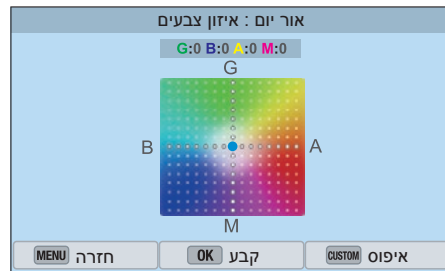 אור יום : איזון צבעים
G:0 B:0 A:0 M:0
G
B A
M
MENU חזרה OK קבע CUSTOM איפוס